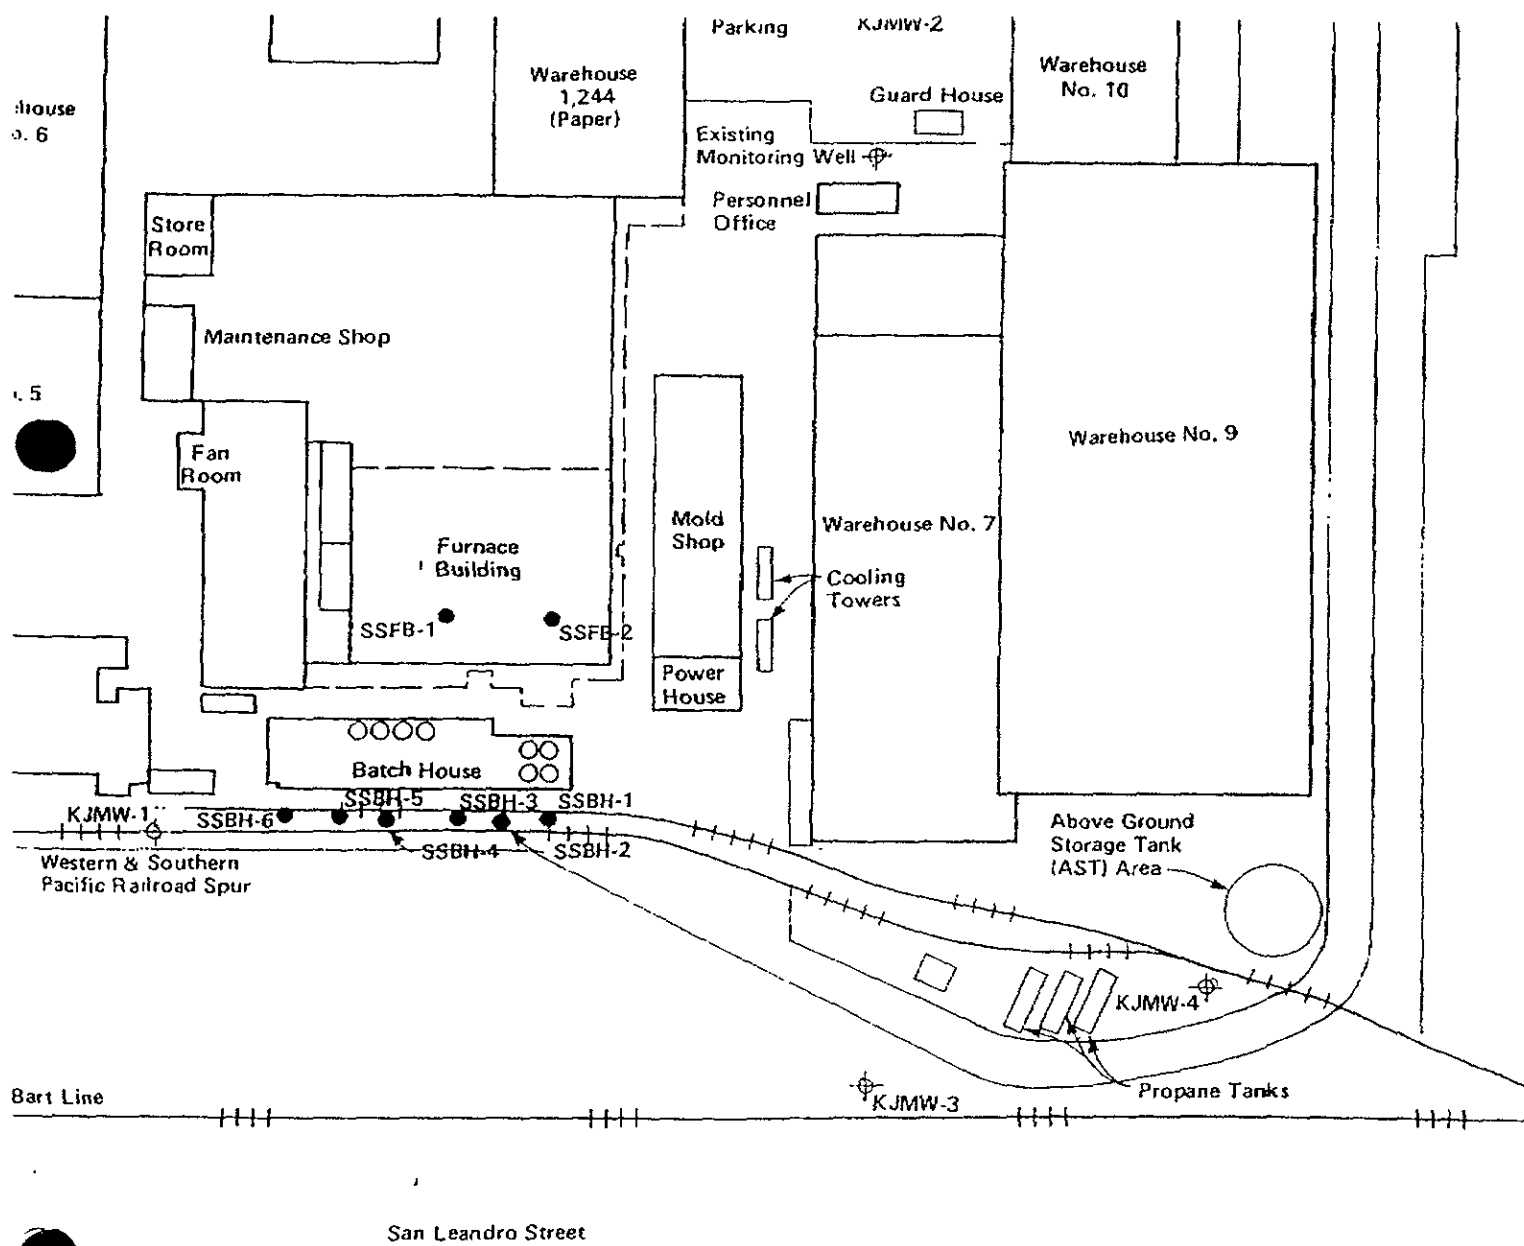 Parking
KJMW-2
Warehouse
1,244
(Paper)
Warehouse
No. 10
Guard House
Existing
Monitoring Well
Personnel
Office
Store
Room
Maintenance Shop
. 5
Fan
Room
Warehouse No. 9
Mold
Shop
Warehouse No. 7
Furnace
Building
Cooling
Towers
SSFB-1
SSFB-2
Power
House
Batch House
SSBH-5
SSBH-3
SSBH-1
KJMW-1
SSBH-6
SSBH-4
SSBH-2
Western & Southern
Pacific Railroad Spur
Above Ground
Storage Tank
(AST) Area
KJMW-4
Propane Tanks
KJMW-3
Bart Line
San Leandro Street